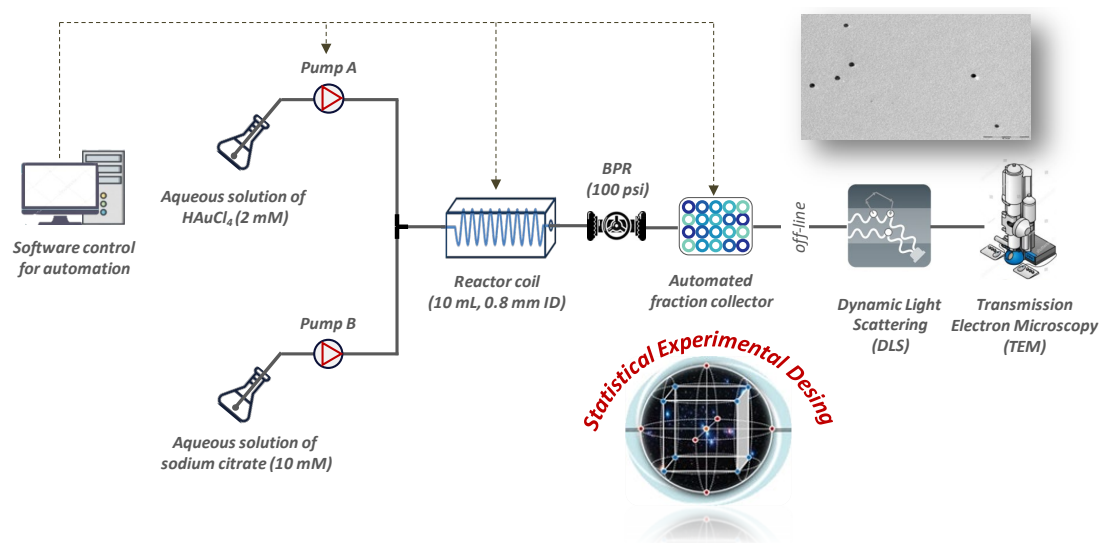 Pump A
Aqueous solution of
HAuCl₄ (2 mM)
Software control
for automation
BPR
(100 psi)
Reactor coil
(10 mL, 0.8 mm ID)
Automated
fraction collector
off-line
Dynamic Light
Scattering
(DLS)
Transmission
Electron Microscopy
(TEM)
Pump B
Aqueous solution of
sodium citrate (10 mM)
Statistical Experimental Desing